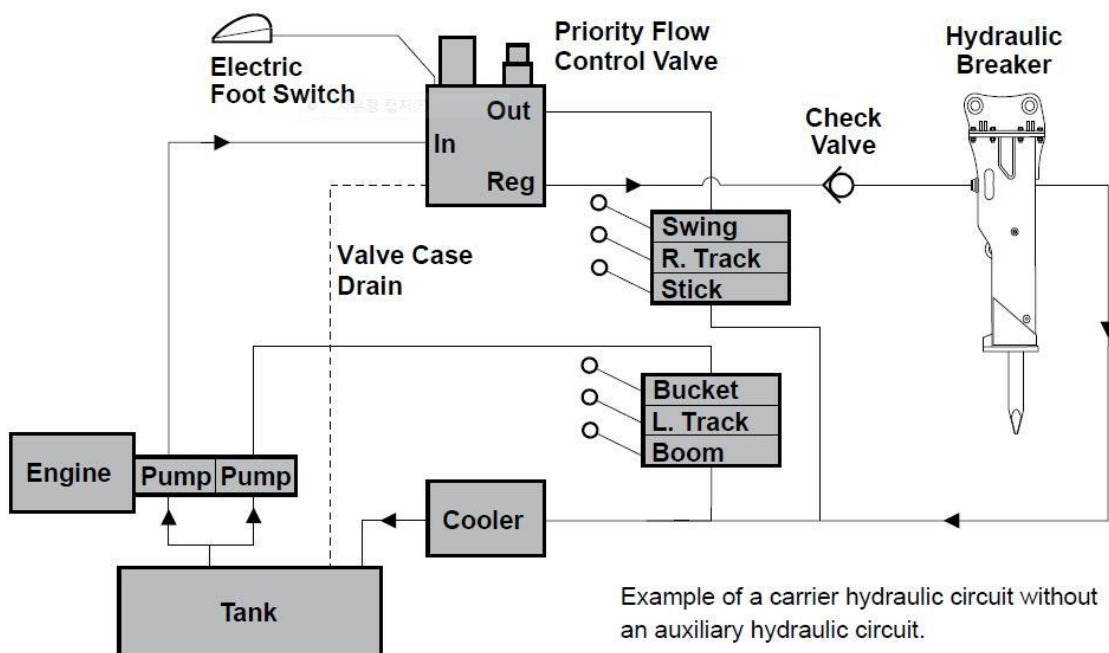 Priority Flow
Control Valve
Hydraulic
Breaker
Electric
Foot Switch
Out
In
Check
Valve
Reg
Swing
R. Track
Stick
Valve Case
Drain
Bucket
L. Track
Boom
Engine
Pump
Pump
Cooler
Tank
Example of a carrier hydraulic circuit without
an auxiliary hydraulic circuit.